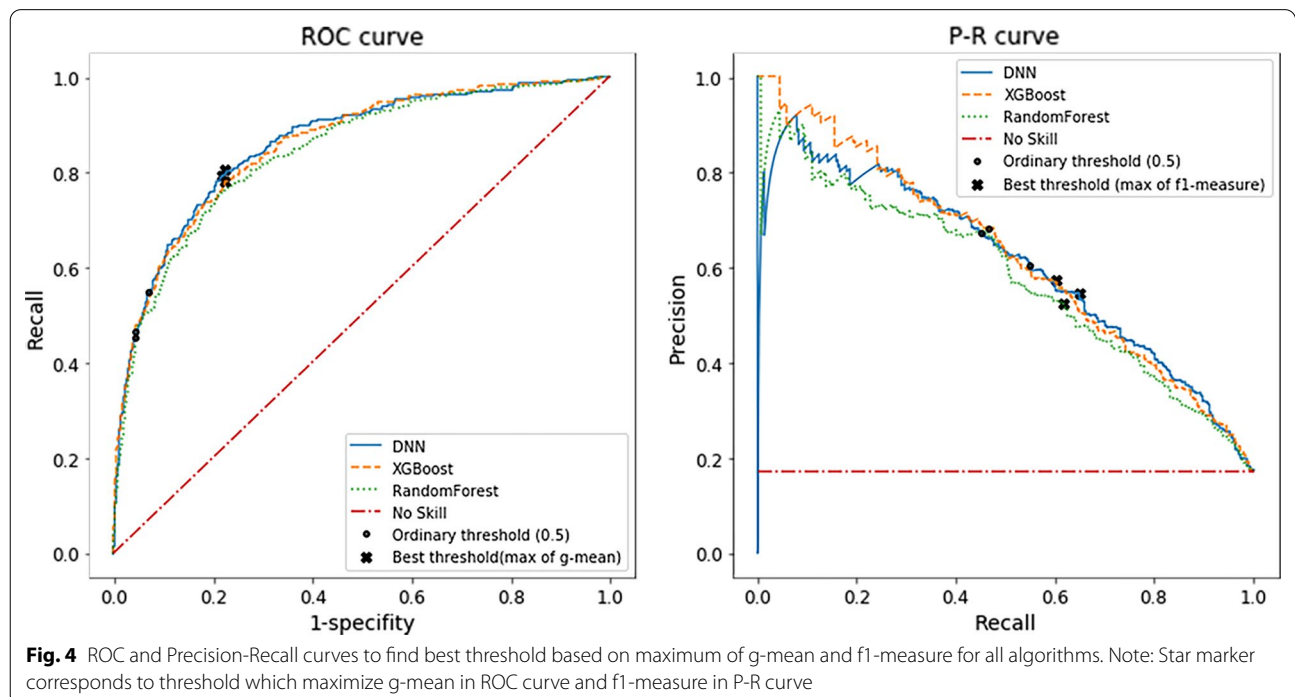 ROC curve
1.0
0.8
0.6
0.4
0.2
0.0
Recall
0.0 0.2 0.4 0.6 0.8 1.0
1-specifity
DNN
XGBoost
RandomForest
No Skill
Ordinary threshold (0.5)
Best threshold(max of g-mean)
P-R curve
1.0
0.8
0.6
0.4
0.2
0.0
Precision
0.0 0.2 0.4 0.6 0.8 1.0
Recall
DNN
XGBoost
RandomForest
No Skill
Ordinary threshold (0.5)
Best threshold (max of f1-measure)
Fig. 4 ROC and Precision-Recall curves to find best threshold based on maximum of g-mean and f1-measure for all algorithms. Note: Star marker
corresponds to threshold which maximize g-mean in ROC curve and f1-measure in P-R curve